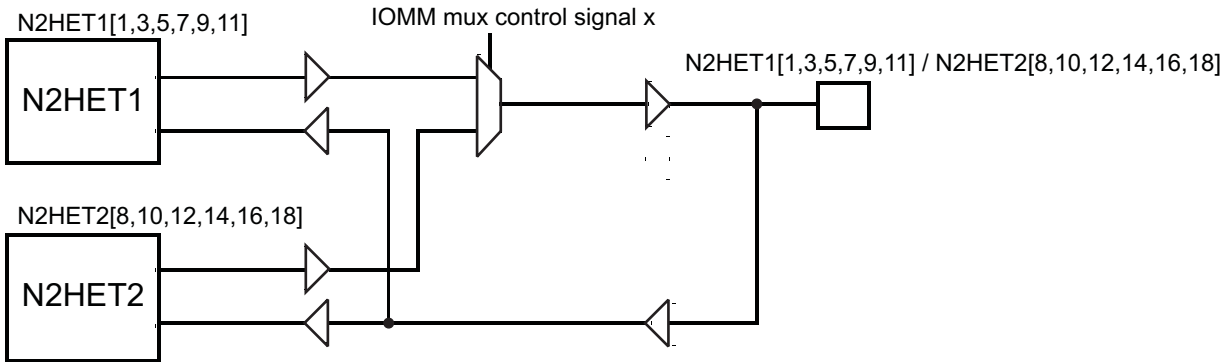 IOMM mux control signal x
N2HET1[1,3,5,7,9,11]
N2HET1[1,3,5,7,9,11] / N2HET2[8,10,12,14,16,18]
N2HET1
N2HET2[8,10,12,14,16,18]
N2HET2